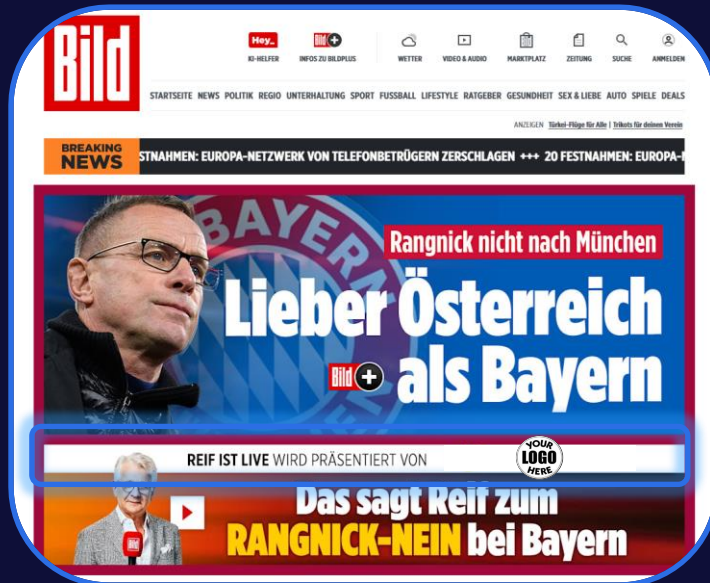 Bild
Hey_
Bild +
KI-HELFER
INFOS ZU BILDPLUS
WETTER
VIDEO & AUDIO
MARKTPLATZ
ZEITUNG
SUCHE
ANMELDEN
STARTSEITE NEWS POLITIK REGIO UNTERHALTUNG SPORT FUSSBALL LIFESTYLE RATGEBER GESUNDHEIT SEX & LIEBE AUTO SPIELE DEALS
ANZEIGEN Türkei-Flüge für Alle | Trikots für deinen Verein
BREAKING
NEWS
STNAHMEN: EUROPA-NETZWERK VON TELEFONBETRÜGERN ZERSCHLAGEN +++ 20 FESTNAHMEN: EUROPA-
BAYERN
Rangnick nicht nach München
Lieber Österreich
Bild + als Bayern
REIF IST LIVE WIRD PRÄSENTIERT VON
YOUR
LOGO
HERE
Das sagt Reif zum
RANGNICK-NEIN bei Bayern